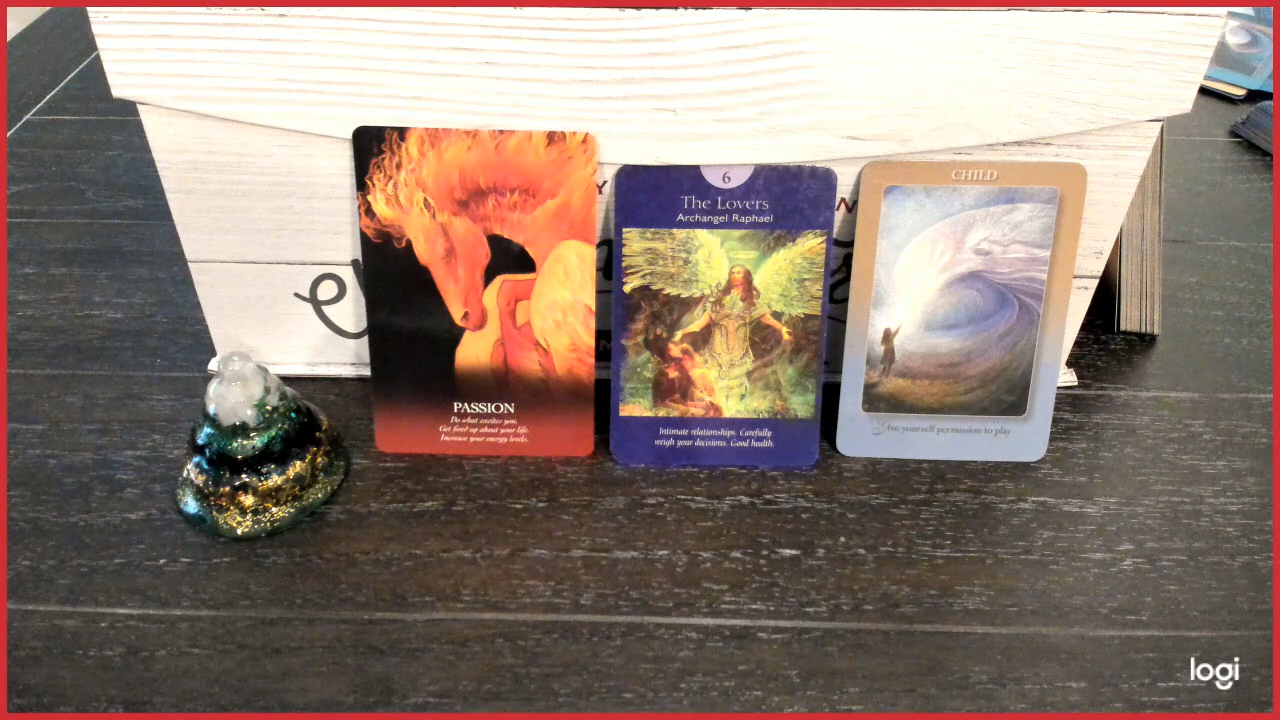 PASSION
Do what excites you.
Get fired up about your life.
Increase your energy levels.
6
The Lovers
Archangel Raphael
Intimate relationships. Carefully
weigh your decisions. Good health.
CHILD
Give yourself permission to play
logi